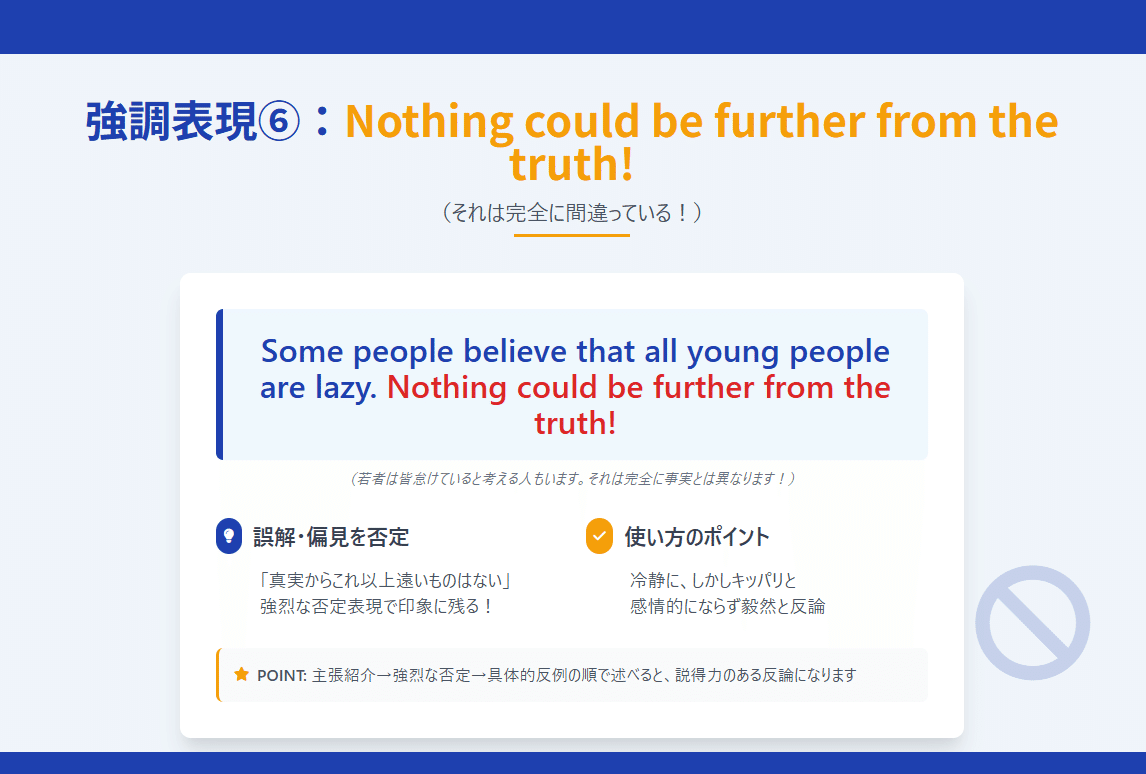 強調表現⑥：Nothing could be further from the
truth!
（それは完全に間違っている！）
Some people believe that all young people
are lazy. Nothing could be further from the
truth!
（若者は皆怠けていると考える人もいます。それは完全に事実とは異なります！）
誤解・偏見を否定
「真実からこれ以上遠いものはない」
強烈な否定表現で印象に残る！
使い方のポイント
冷静に、しかしキッパリと
感情的にならず毅然と反論
POINT: 主張紹介→強烈な否定→具体的反例の順で述べると、説得力のある反論になります